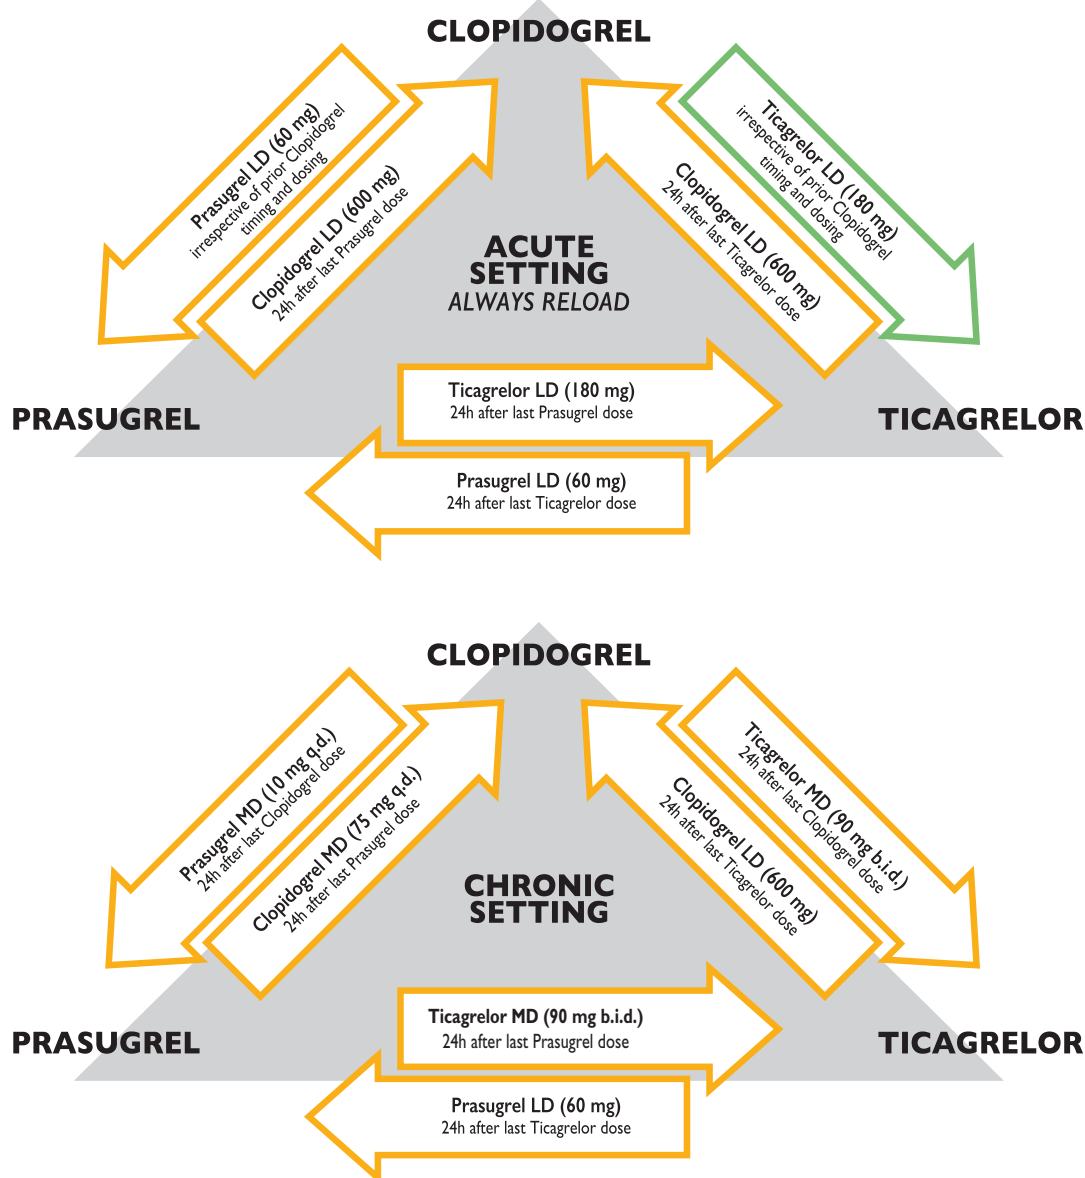 CLOPIDOGREL
Prasugrel LD (60 mg)
irrespective of prior Clopidogrel
timing and dosing
Clopidogrel LD (600 mg)
24h after last Prasugrel dose
Ticagrelor LD (180 mg)
irrespective of prior Clopidogrel
timing and dosing
Clopidogrel LD (600 mg)
24h after last Ticagrelor dose
ACUTE
SETTING
ALWAYS RELOAD
Ticagrelor LD (180 mg)
24h after last Prasugrel dose
PRASUGREL
TICAGRELOR
Prasugrel LD (60 mg)
24h after last Ticagrelor dose
CLOPIDOGREL
Prasugrel MD (10 mg q.d.)
24h after last Clopidogrel dose
Clopidogrel MD (75 mg q.d.)
24h after last Prasugrel dose
Ticagrelor MD (90 mg b.i.d.)
24h after last Clopidogrel dose
Clopidogrel LD (600 mg)
24h after last Ticagrelor dose
CHRONIC
SETTING
Ticagrelor MD (90 mg b.i.d.)
24h after last Prasugrel dose
PRASUGREL
TICAGRELOR
Prasugrel LD (60 mg)
24h after last Ticagrelor dose